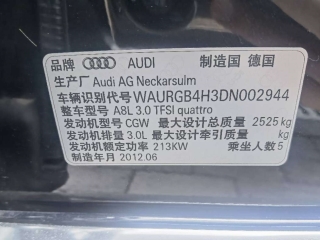 品牌 AUDI 制造国 德国
生产厂 Audi AG Neckarsulm
车辆识别代号 WAURGB4H3DN002944
整车型号 A8L 3.0 TFSI quattro
发动机型号 CGW 最大设计总质量 2525 kg
发动机排量 3.0L 最大设计牵引质量 kg
发动机额定功率 213KW 乘坐人数 5
制造年月 2012.06